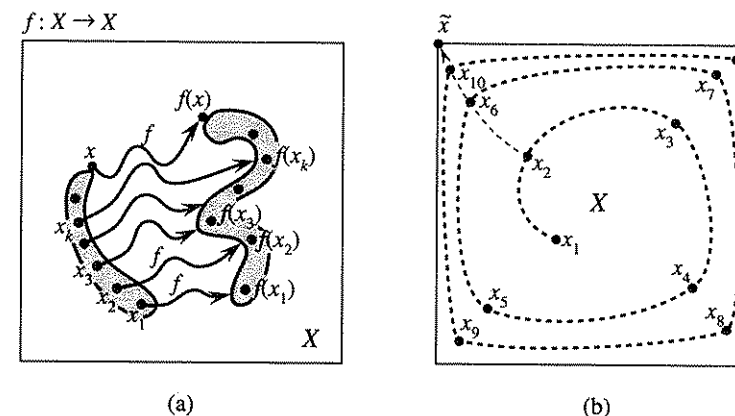 f : X → X
x
f
f(x)
f(x_k)
x_k
f(x_3)
x_3
f
f(x_2)
x_2
f
f(x_1)
x_1
X
(a)
x̃
x_10
x_6
x_7
x_2
x_3
X
x_1
x_4
x_5
x_8
x_9
(b)